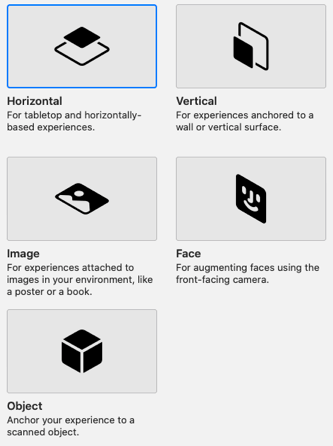 Horizontal
For tabletop and horizontally-
based experiences.
Vertical
For experiences anchored to a
wall or vertical surface.
Image
For experiences attached to
images in your environment, like
a poster or a book.
Face
For augmenting faces using the
front-facing camera.
Object
Anchor your experience to a
scanned object.